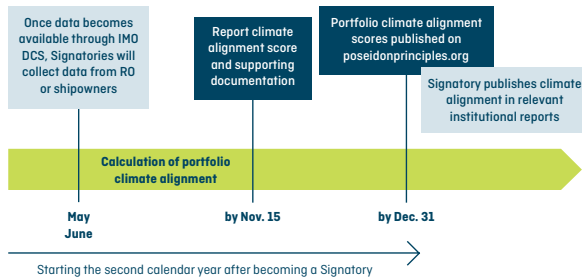 Once data becomes
available through IMO
DCS, Signatories will
collect data from RO
or shipowners
Report climate
alignment score
and supporting
documentation
Portfolio climate alignment
scores published on
poseidonprinciples.org
Signatory publishes climate
alignment in relevant
institutional reports
Calculation of portfolio
climate alignment
May
June
by Nov. 15
by Dec. 31
Starting the second calendar year after becoming a Signatory